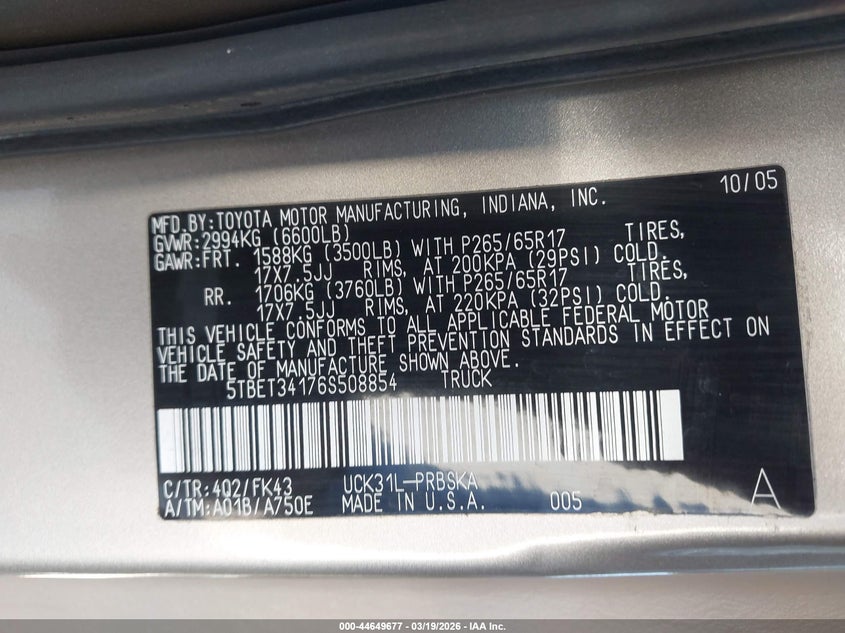 10/05
MFD.BY:TOYOTA MOTOR MANUFACTURING, INDIANA, INC.
GVWR:2994KG (6600LB)
GAWR:FRT. 1588KG (3500LB) WITH P265/65R17 TIRES,
17X7.5JJ RIMS, AT 200KPA (29PSI) COLD.
RR. 1706KG (3760LB) WITH P265/65R17 TIRES,
17X7.5JJ RIMS, AT 220KPA (32PSI) COLD.
THIS VEHICLE CONFORMS TO ALL APPLICABLE FEDERAL MOTOR
VEHICLE SAFETY AND THEFT PREVENTION STANDARDS IN EFFECT ON
THE DATE OF MANUFACTURE SHOWN ABOVE.
5TBET34176S508854 TRUCK
C/TR:402/FK43 UCK31L-PRBSKA
A/TM:A01B/A750E MADE IN U.S.A. 005 A
000-44649677 - 03/19/2026 - IAA Inc.